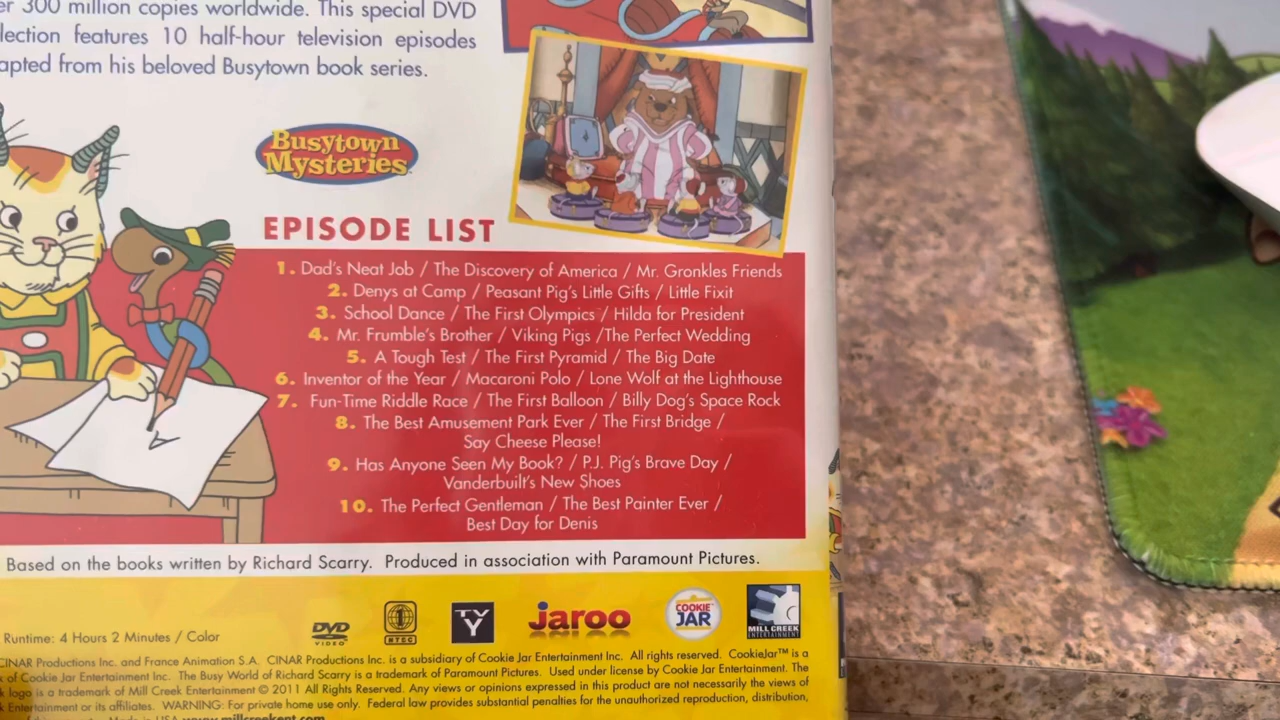 er 300 million copies worldwide. This special DVD
lection features 10 half-hour television episodes
apted from his beloved Busytown book series.
Busytown
Mysteries
EPISODE LIST
1. Dad's Neat Job / The Discovery of America / Mr. Gronkles Friends
2. Denys at Camp / Peasant Pig's Little Gifts / Little Fixit
3. School Dance / The First Olympics / Hilda for President
4. Mr. Frumble's Brother / Viking Pigs /The Perfect Wedding
5. A Tough Test / The First Pyramid / The Big Date
6. Inventor of the Year / Macaroni Polo / Lone Wolf at the Lighthouse
7. Fun-Time Riddle Race / The First Balloon / Billy Dog's Space Rock
8. The Best Amusement Park Ever / The First Bridge /
Say Cheese Please!
9. Has Anyone Seen My Book? / P.J. Pig's Brave Day /
Vanderbuilt's New Shoes
10. The Perfect Gentleman / The Best Painter Ever /
Best Day for Denis
A
Based on the books written by Richard Scarry. Produced in association with Paramount Pictures.
Runtime: 4 Hours 2 Minutes / Color
DVD
VIDEO
1
NTSC
TV
Y
jaroo
COOKIE
JAR
MILL CREEK
ENTERTAINMENT
CINAR Productions Inc. and France Animation S.A. CINAR Productions Inc. is a subsidiary of Cookie Jar Entertainment Inc. All rights reserved. CookieJar™ is a
k of Cookie Jar Entertainment Inc. The Busy World of Richard Scarry is a trademark of Paramount Pictures. Used under license by Cookie Jar Entertainment. The
k logo is a trademark of Mill Creek Entertainment © 2011 All Rights Reserved. Any views or opinions expressed in this product are not necessarily the views of
k Entertainment or its affiliates. WARNING: For private home use only. Federal law provides substantial penalties for the unauthorized reproduction, distribution,
Made in USA www.millcreekent.com